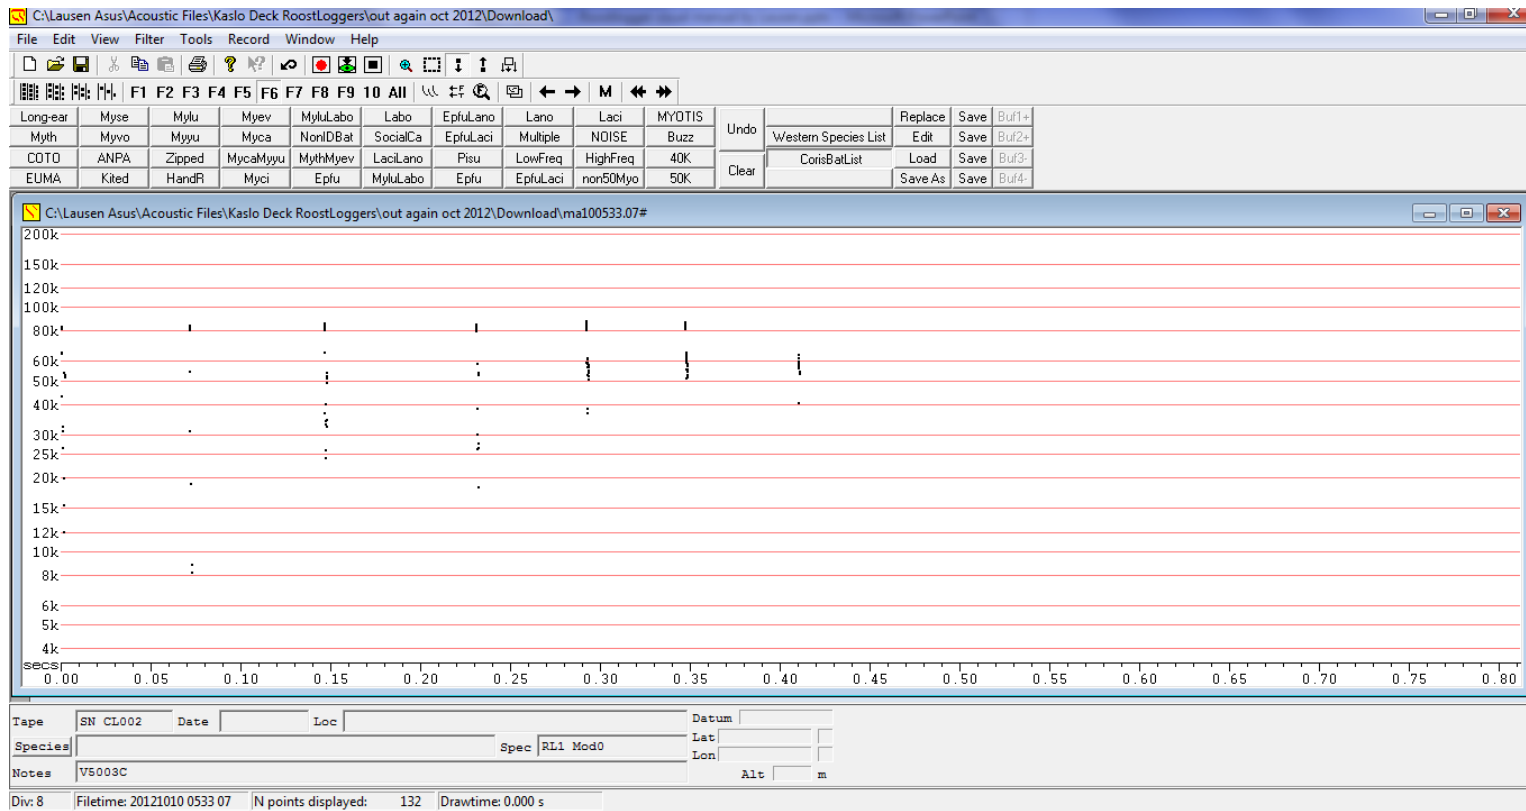 C:\Lausen Asus\Acoustic Files\Kaslo Deck RoostLoggers\out again oct 2012\Download\
File Edit View Filter Tools Record Window Help
F1 F2 F3 F4 F5 F6 F7 F8 F9 10 All M
Long-ear Myse Mylu Myev MyluLabo Labo EpfuLano Lano Laci MYOTIS Undo Replace Save Buf1+
Myth Myvo Myyu Myca NonIDBat SocialCa EpfuLaci Multiple NOISE Buzz Western Species List Edit Save Buf2+
COTO ANPA Zipped MycaMyyu MythMyev LaciLano Pisu LowFreq HighFreq 40K Clear CorisBatList Load Save Buf3-
EUMA Kited HandR Myci Epfu MyluLabo Epfu EpfuLaci non50Myo 50K Save As Save Buf4-
C:\Lausen Asus\Acoustic Files\Kaslo Deck RoostLoggers\out again oct 2012\Download\ma100533.07#
200k
150k
120k
100k
80k
60k
50k
40k
30k
25k
20k
15k
12k
10k
8k
6k
5k
4k
secs
0.00 0.05 0.10 0.15 0.20 0.25 0.30 0.35 0.40 0.45 0.50 0.55 0.60 0.65 0.70 0.75 0.80
Tape SN CL002 Date Loc Datum
Lat
Species Spec RL1 Mod0
Lon
Notes V5003C Alt m
Div: 8 Filetime: 20121010 0533 07 N points displayed: 132 Drawtime: 0.000 s